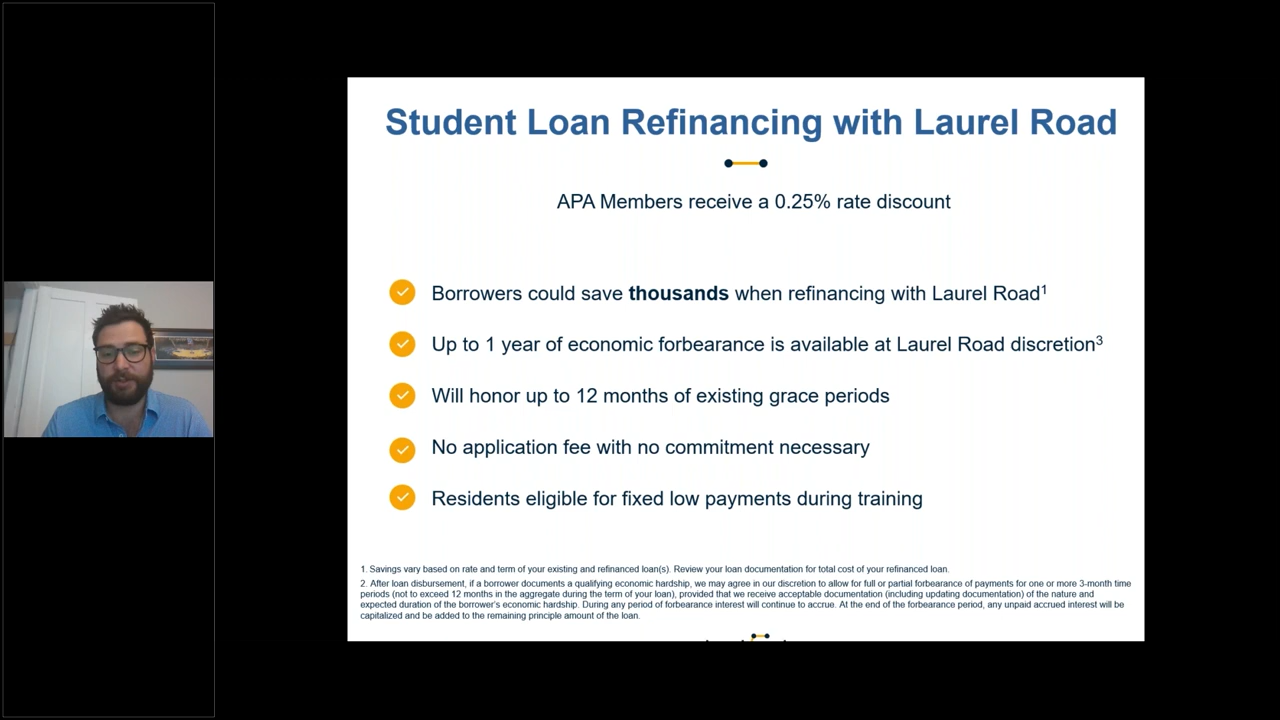 Student Loan Refinancing with Laurel Road
APA Members receive a 0.25% rate discount
Borrowers could save thousands when refinancing with Laurel Road¹
Up to 1 year of economic forbearance is available at Laurel Road discretion³
Will honor up to 12 months of existing grace periods
No application fee with no commitment necessary
Residents eligible for fixed low payments during training
1. Savings vary based on rate and term of your existing and refinanced loan(s). Review your loan documentation for total cost of your refinanced loan.
2. After loan disbursement, if a borrower documents a qualifying economic hardship, we may agree in our discretion to allow for full or partial forbearance of payments for one or more 3-month time
periods (not to exceed 12 months in the aggregate during the term of your loan), provided that we receive acceptable documentation (including updating documentation) of the nature and
expected duration of the borrower's economic hardship. During any period of forbearance interest will continue to accrue. At the end of the forbearance period, any unpaid accrued interest will be
capitalized and be added to the remaining principle amount of the loan.